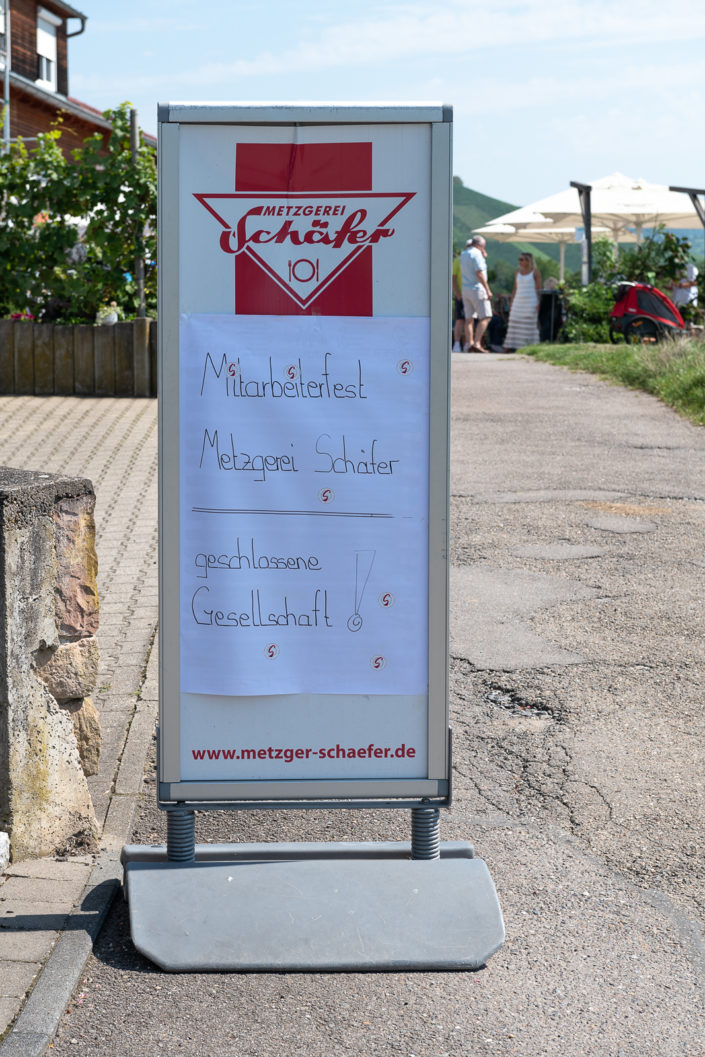 METZGEREI
Schäfer
Mitarbeiterfest
Metzgerei Schäfer
geschlossene
Gesellschaft !
www.metzger-schaefer.de